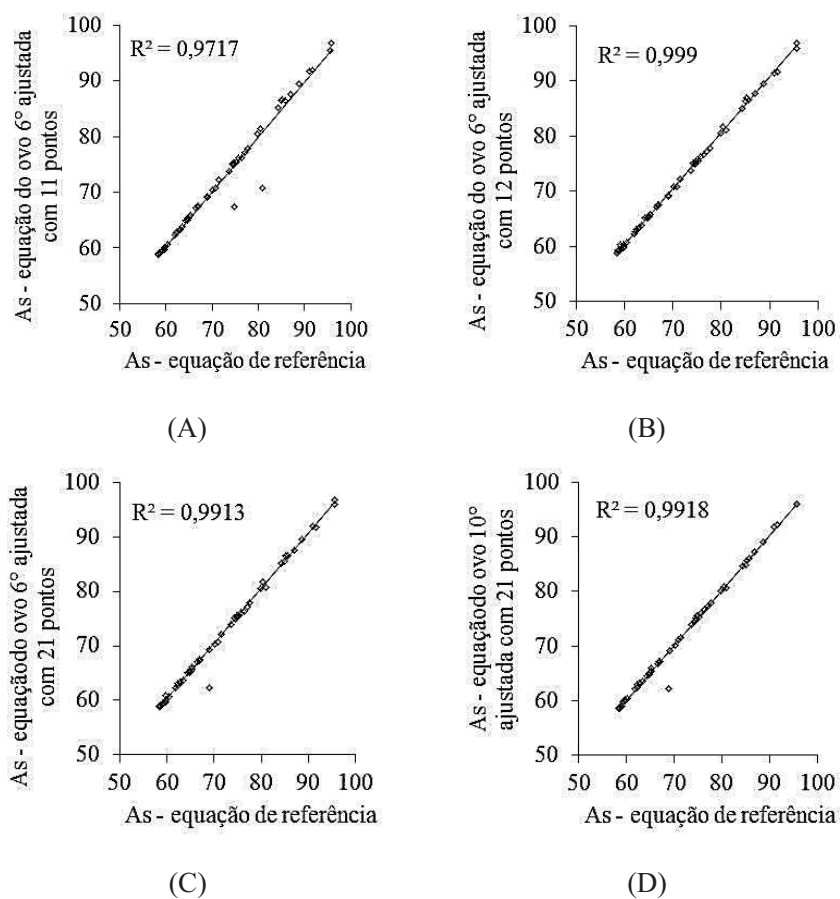 R² = 0,9717
As - equação do ovo 6° ajustada
com 11 pontos
100
90
80
70
60
50
50 60 70 80 90 100
As - equação de referência
(A)
R² = 0,999
As - equação do ovo 6° ajustada
com 12 pontos
100
90
80
70
60
50
50 60 70 80 90 100
As - equação de referência
(B)
R² = 0,9913
As - equaçãodo ovo 6° ajustada
com 21 pontos
100
90
80
70
60
50
50 60 70 80 90 100
As - equação de referência
(C)
R² = 0,9918
As - equaçãodo ovo 10°
ajustada com 21 pontos
100
90
80
70
60
50
50 60 70 80 90 100
As - equação de referência
(D)